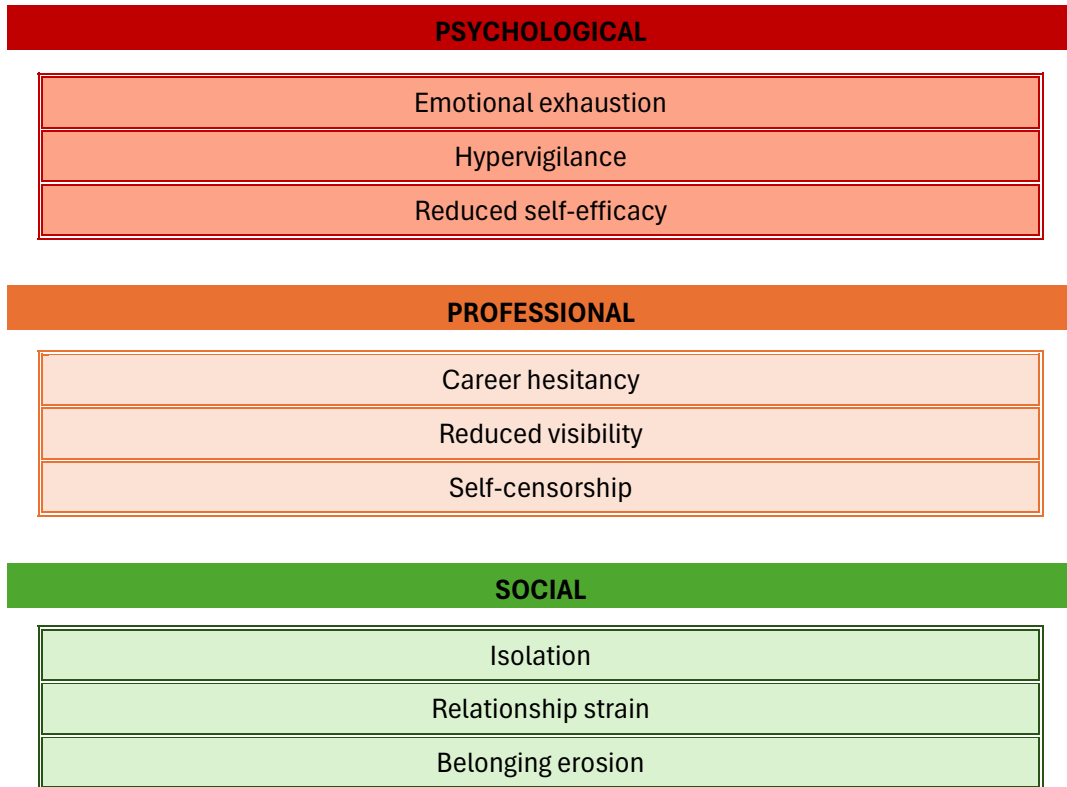 PSYCHOLOGICAL
Emotional exhaustion
Hypervigilance
Reduced self-efficacy
PROFESSIONAL
Career hesitancy
Reduced visibility
Self-censorship
SOCIAL
Isolation
Relationship strain
Belonging erosion